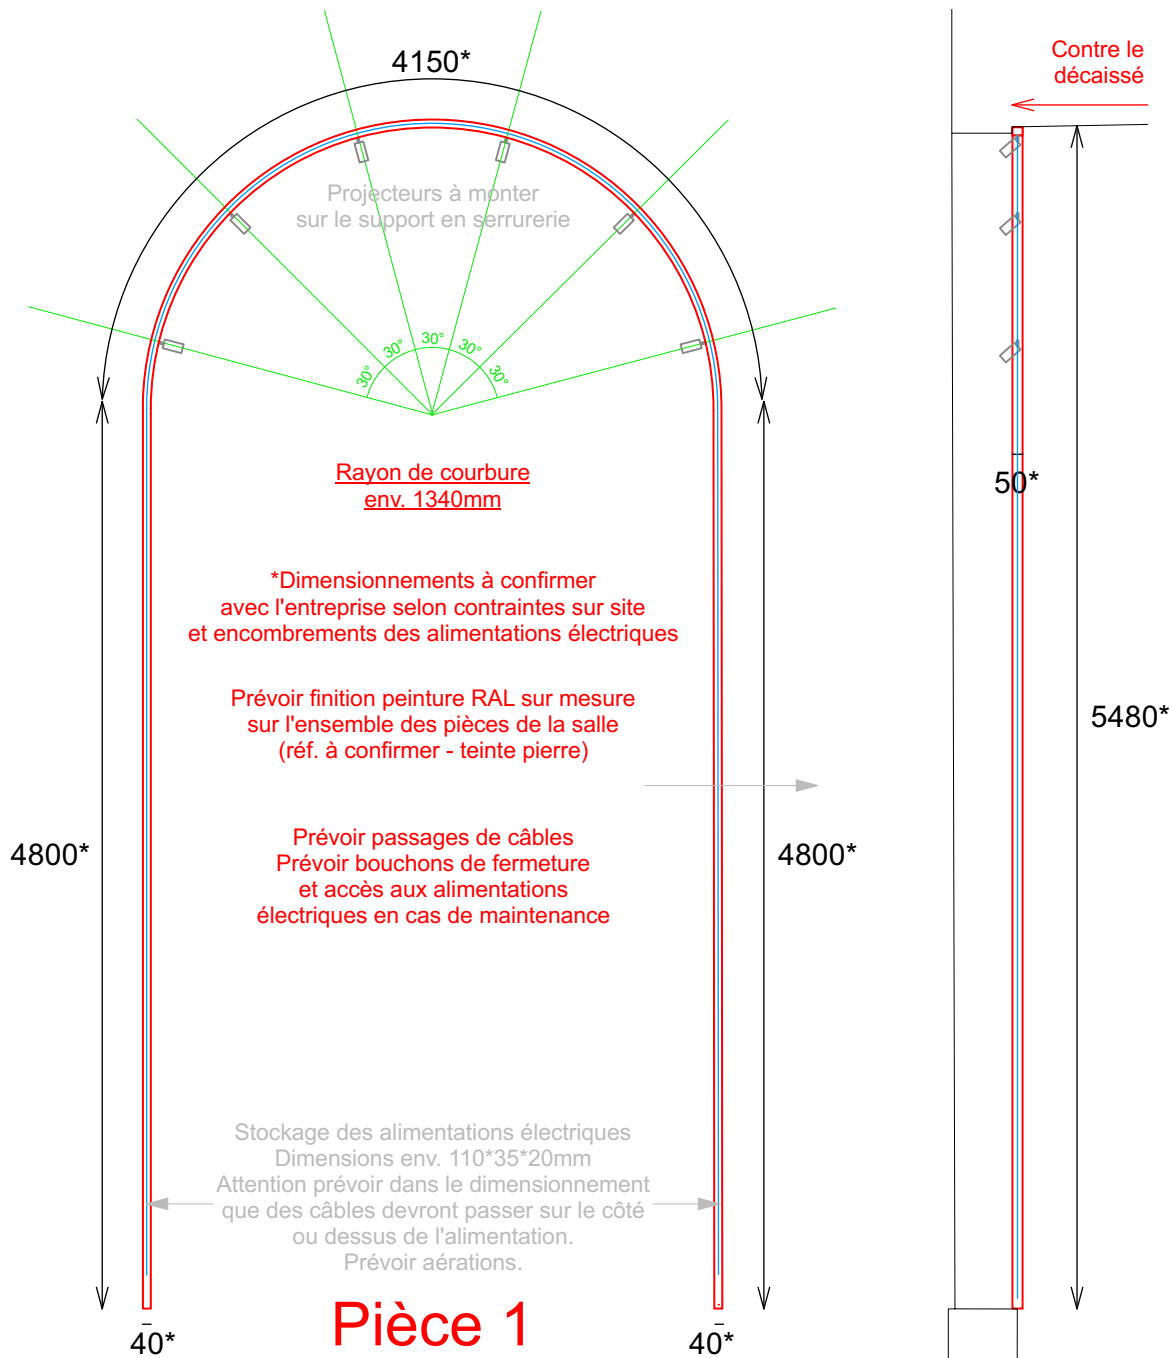 4150*
Contre le
décaissé
Projecteurs à monter
sur le support en serrurerie
30°
30°
30°
30°
30°
Rayon de courbure
env. 1340mm
50*
*Dimensionnements à confirmer
avec l'entreprise selon contraintes sur site
et encombrements des alimentations électriques
Prévoir finition peinture RAL sur mesure
sur l'ensemble des pièces de la salle
(réf. à confirmer - teinte pierre)
5480*
Prévoir passages de câbles
Prévoir bouchons de fermeture
et accès aux alimentations
électriques en cas de maintenance
4800*
4800*
Stockage des alimentations électriques
Dimensions env. 110*35*20mm
Attention prévoir dans le dimensionnement
que des câbles devront passer sur le côté
ou dessus de l'alimentation.
Prévoir aérations.
Pièce 1
40*
40*